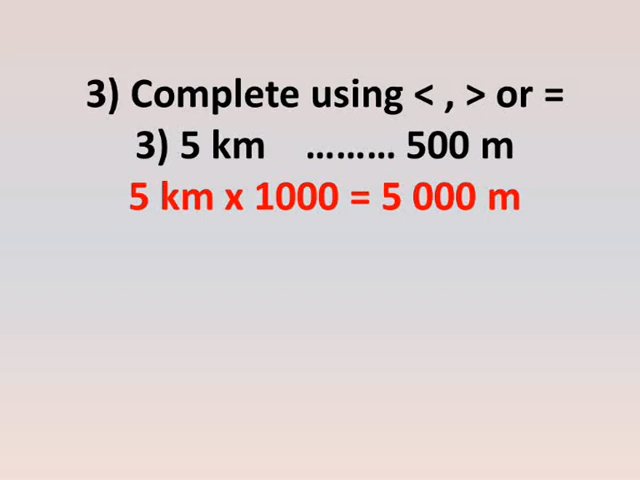 3) Complete using < , > or =
3) 5 km ……… 500 m
5 km x 1000 = 5 000 m